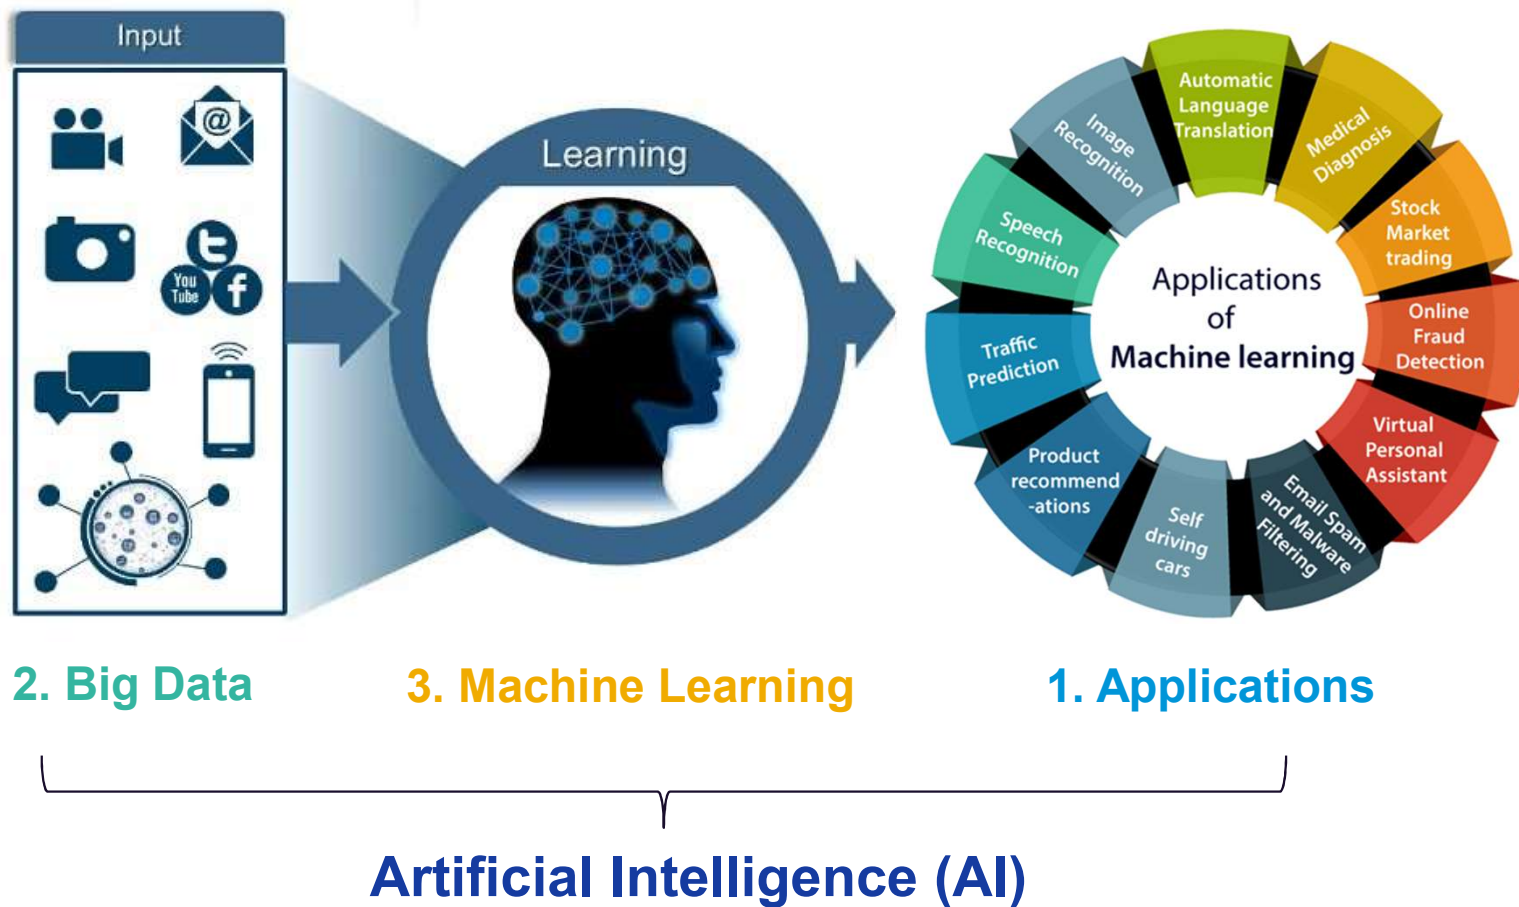 Input
@
You
Tube
f
Learning
Automatic
Language
Translation
Medical
Diagnosis
Stock
Market
trading
Online
Fraud
Detection
Virtual
Personal
Assistant
Email Spam
and Malware
Filtering
Self
driving
cars
Product
recommend
-ations
Traffic
Prediction
Speech
Recognition
Image
Recognition
Applications
of
Machine learning
2. Big Data
3. Machine Learning
1. Applications
Artificial Intelligence (AI)